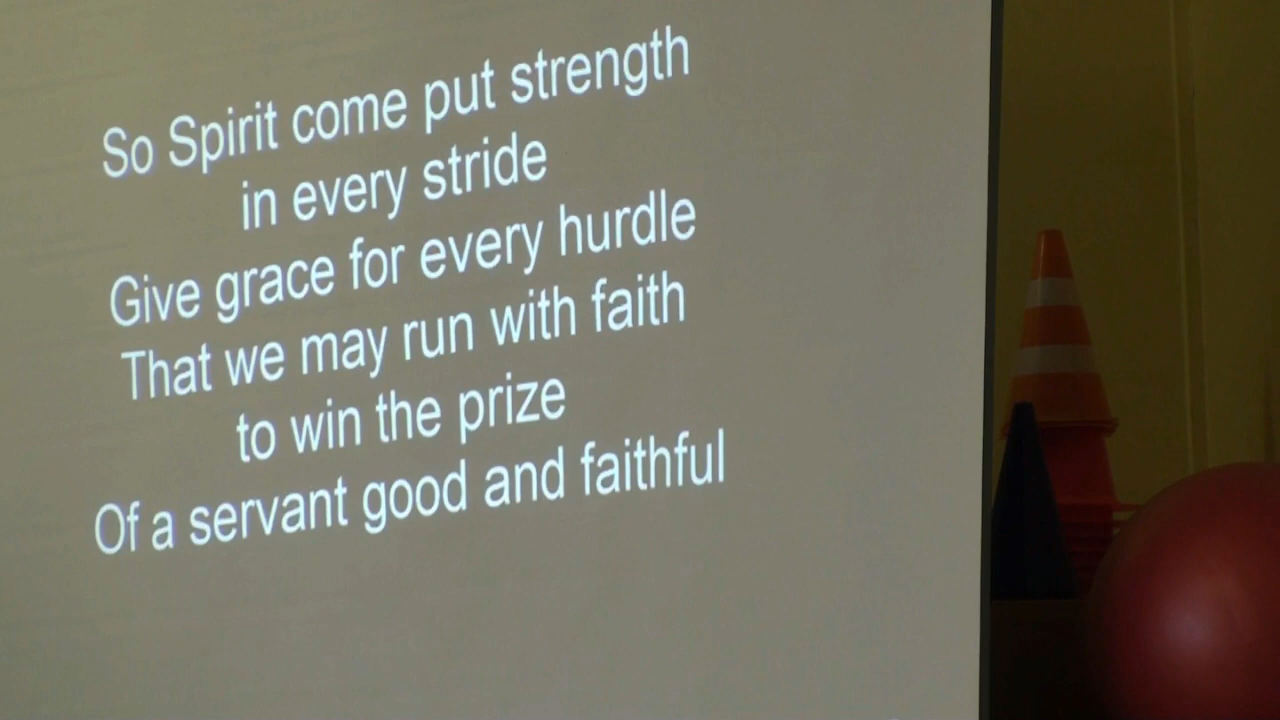 So Spirit come put strength
in every stride
Give grace for every hurdle
That we may run with faith
to win the prize
Of a servant good and faithful